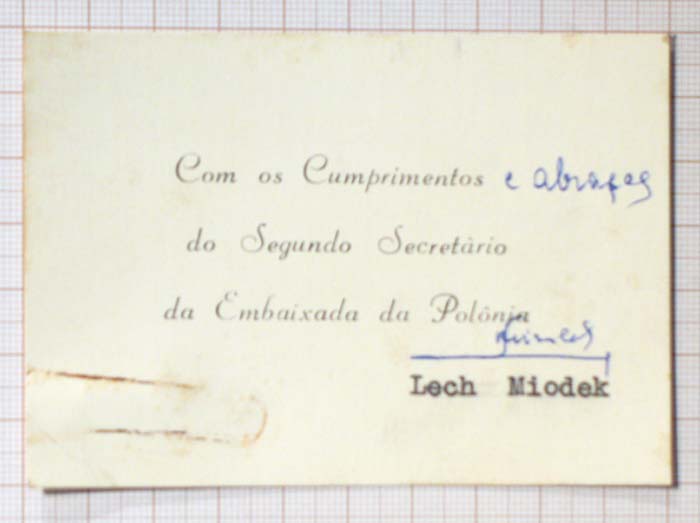 Com os Cumprimentos e abraços
do Segundo Secretário
da Embaixada da Polônia
Lech Miodek